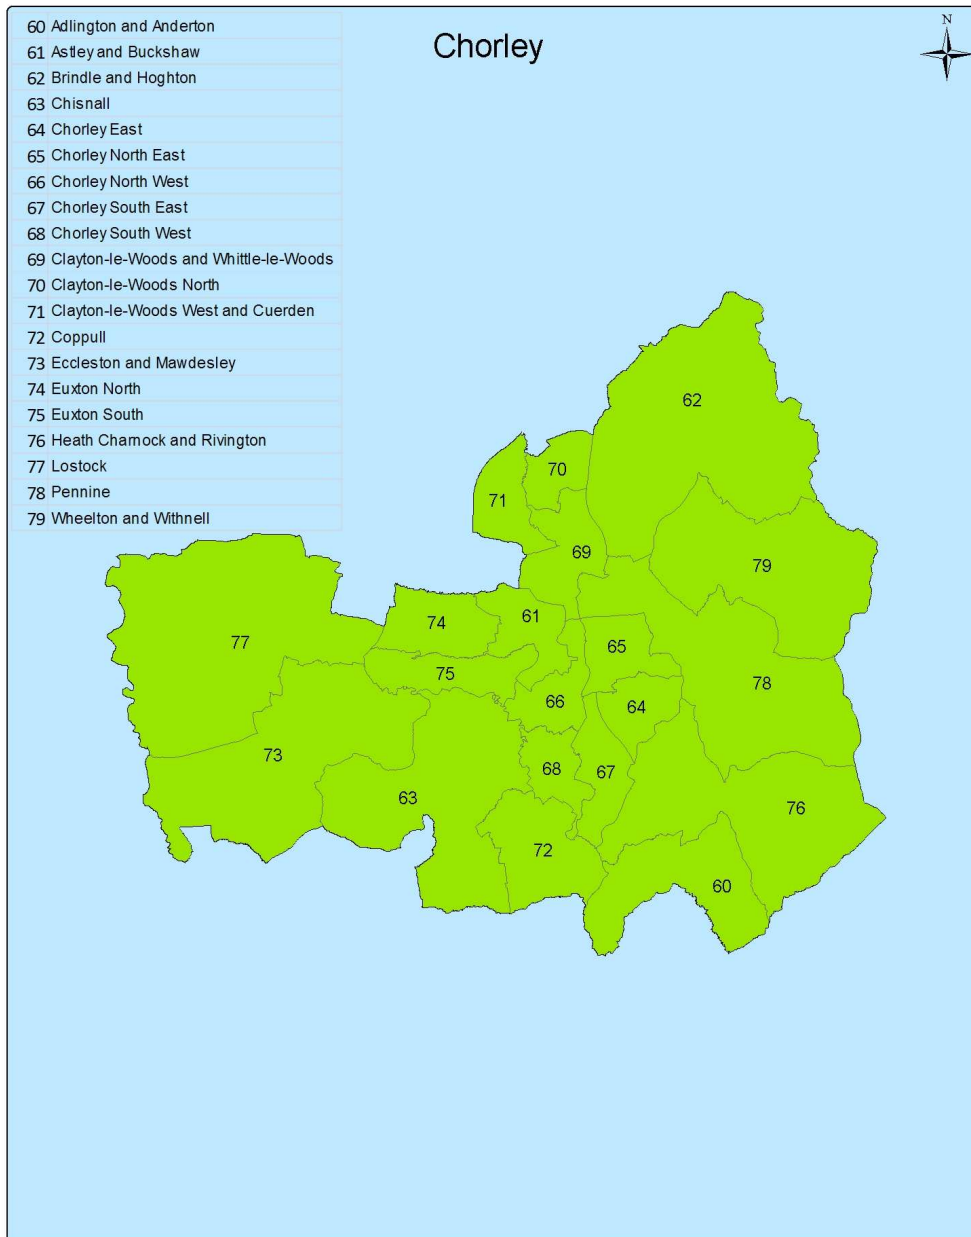 Chorley
N
60 Adlington and Anderton
61 Astley and Buckshaw
62 Brindle and Hoghton
63 Chisnall
64 Chorley East
65 Chorley North East
66 Chorley North West
67 Chorley South East
68 Chorley South West
69 Clayton-le-Woods and Whittle-le-Woods
70 Clayton-le-Woods North
71 Clayton-le-Woods West and Cuerden
72 Coppull
73 Eccleston and Mawdesley
74 Euxton North
75 Euxton South
76 Heath Charnock and Rivington
77 Lostock
78 Pennine
79 Wheelton and Withnell
62
70
71
69
79
61
74
77
65
75
78
66
64
73
68
67
63
76
72
60